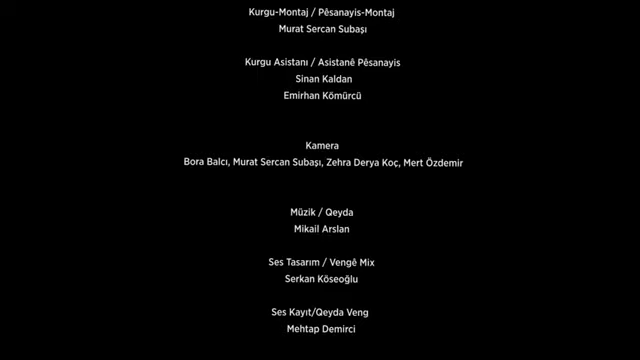 Kurgu-Montaj / Pêsanayis-Montaj
Murat Sercan Subaşı
Kurgu Asistanı / Asistanê Pêsanayis
Sinan Kaldan
Emirhan Kömürcü
Kamera
Bora Balcı, Murat Sercan Subaşı, Zehra Derya Koç, Mert Özdemir
Müzik / Qeyda
Mikail Arslan
Ses Tasarım / Vengê Mix
Serkan Köseoğlu
Ses Kayıt/Qeyda Veng
Mehtap Demirci